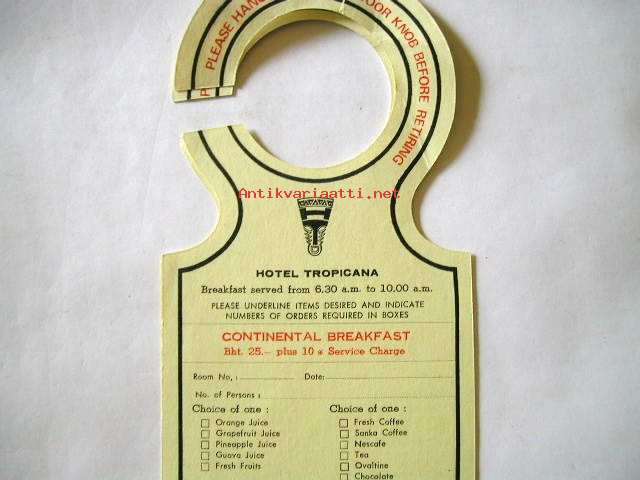 PLEASE HANG
DOOR KNOB BEFORE RETIRING
P
Antikvariaatti.net
HOTEL TROPICANA
Breakfast served from 6.30 a.m. to 10.00 a.m.
PLEASE UNDERLINE ITEMS DESIRED AND INDICATE
NUMBERS OF ORDERS REQUIRED IN BOXES
CONTINENTAL BREAKFAST
Bht. 25.- plus 10% Service Charge
Room No, : Date:
No. of Persons :
Choice of one : Choice of one :
Orange Juice Fresh Coffee
Grapefruit Juice Sanka Coffee
Pineapple Juice Nescafe
Guava Juice Tea
Fresh Fruits Ovaltine
Chocolate